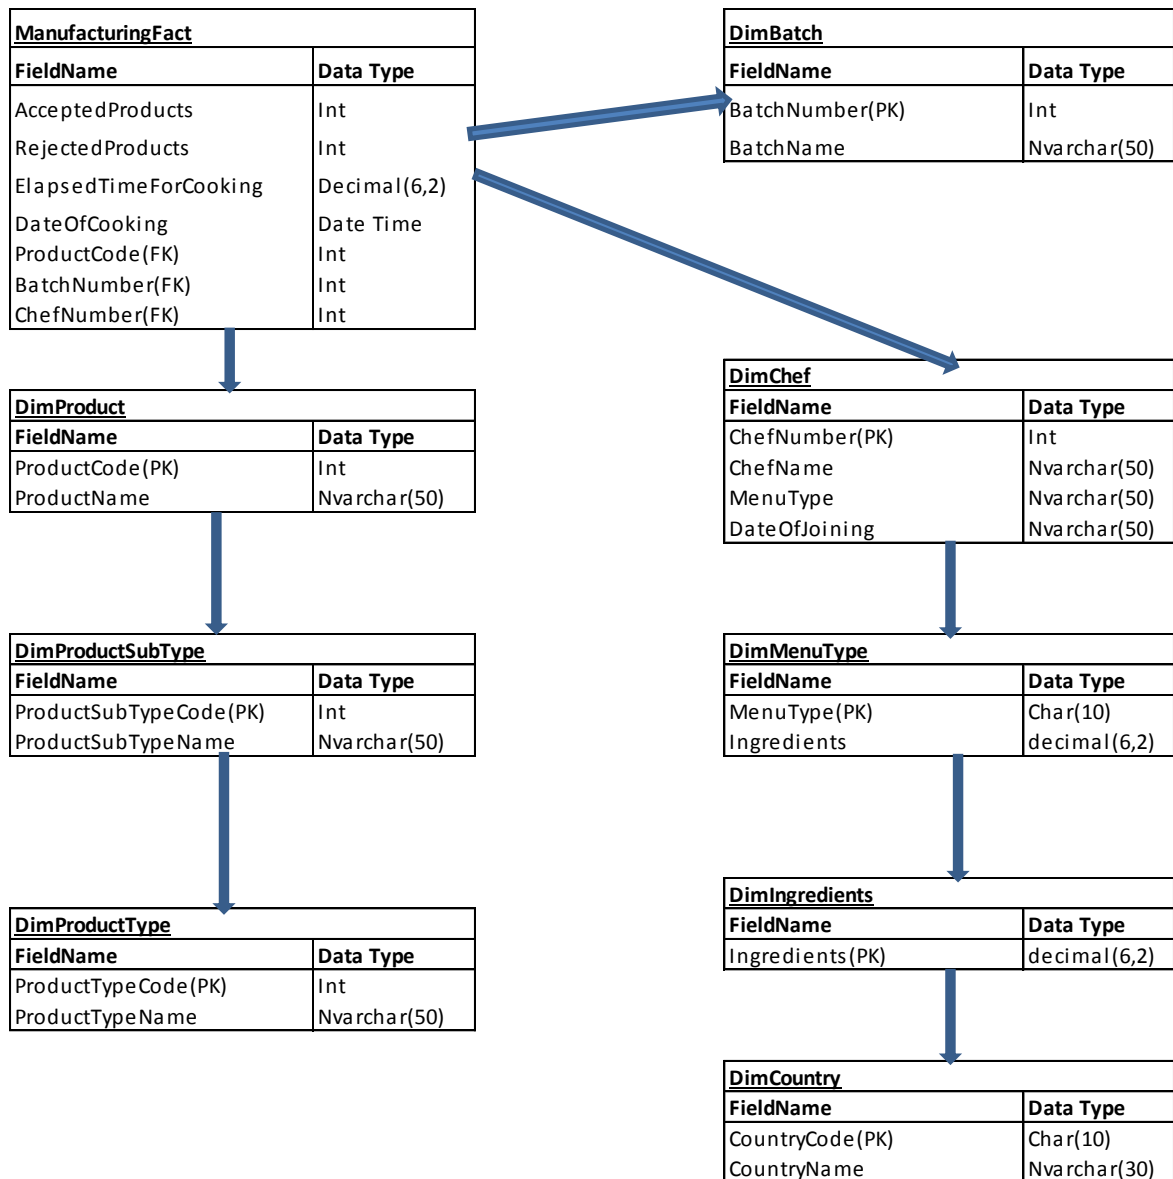 ManufacturingFact
FieldName Data Type
AcceptedProducts Int
RejectedProducts Int
ElapsedTimeForCooking Decimal(6,2)
DateOfCooking Date Time
ProductCode(FK) Int
BatchNumber(FK) Int
ChefNumber(FK) Int
DimBatch
FieldName Data Type
BatchNumber(PK) Int
BatchName Nvarchar(50)
DimProduct
FieldName Data Type
ProductCode(PK) Int
ProductName Nvarchar(50)
DimChef
FieldName Data Type
ChefNumber(PK) Int
ChefName Nvarchar(50)
MenuType Nvarchar(50)
DateOfJoining Nvarchar(50)
DimProductSubType
FieldName Data Type
ProductSubTypeCode(PK) Int
ProductSubTypeName Nvarchar(50)
DimMenuType
FieldName Data Type
MenuType(PK) Char(10)
Ingredients decimal(6,2)
DimProductType
FieldName Data Type
ProductTypeCode(PK) Int
ProductTypeName Nvarchar(50)
DimIngredients
FieldName Data Type
Ingredients(PK) decimal(6,2)
DimCountry
FieldName Data Type
CountryCode(PK) Char(10)
CountryName Nvarchar(30)